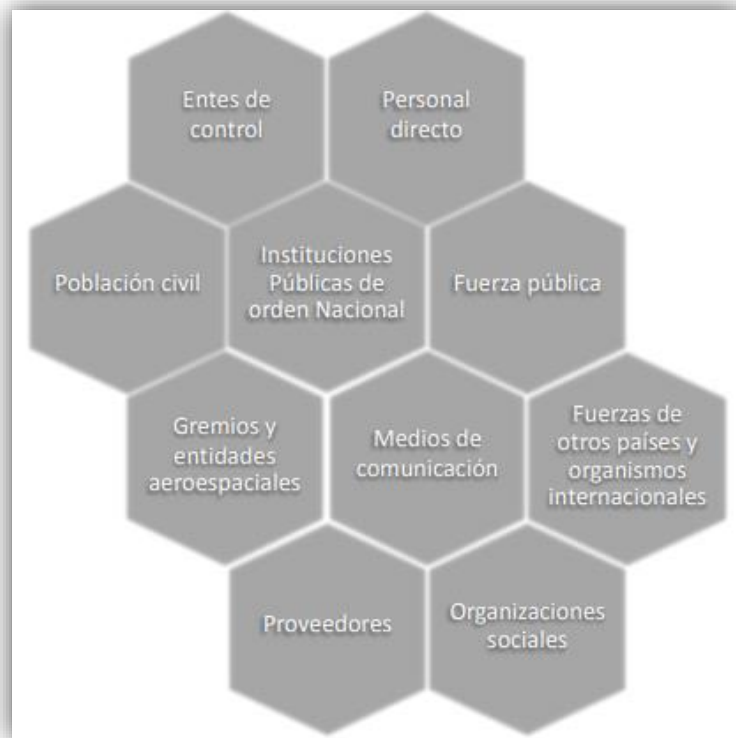 Entes de
control
Personal
directo
Población civil
Instituciones
Públicas de
orden Nacional
Fuerza pública
Gremios y
entidades
aeroespaciales
Medios de
comunicación
Fuerzas de
otros países y
organismos
internacionales
Proveedores
Organizaciones
sociales